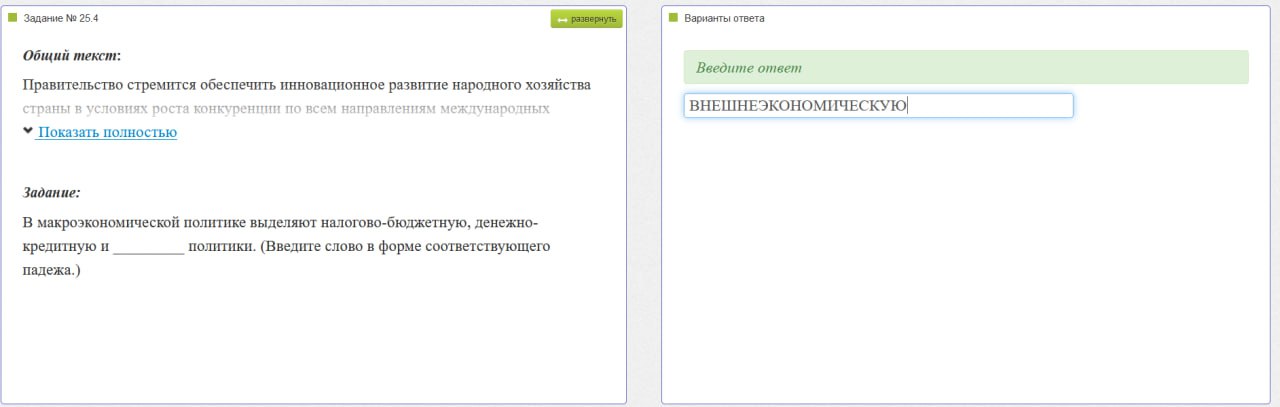 Задание № 25.4
развернуть
Общий текст:
Правительство стремится обеспечить инновационное развитие народного хозяйства
страны в условиях роста конкуренции по всем направлениям международных
Показать полностью
Задание:
В макроэкономической политике выделяют налогово-бюджетную, денежно-
кредитную и _________ политики. (Введите слово в форме соответствующего
падежа.)
Варианты ответа
Введите ответ
ВНЕШНЕЭКОНОМИЧЕСКУЮ